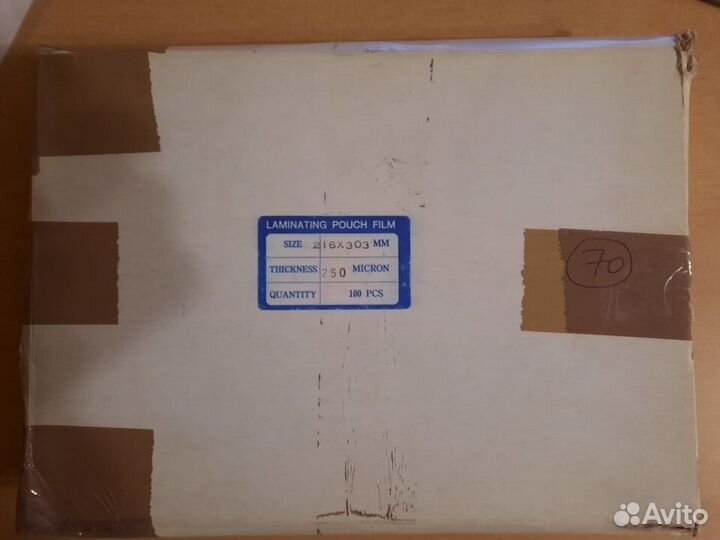 LAMINATING POUCH FILM
SIZE 216X303 MM
THICKNESS 250 MICRON
QUANTITY 100 PCS
70
Avito